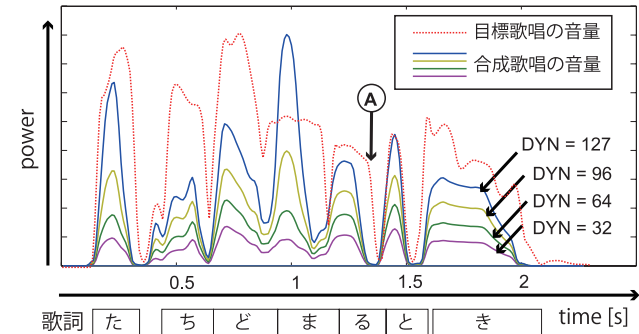 目標歌唱の音量
合成歌唱の音量
A
power
DYN = 127
DYN = 96
DYN = 64
DYN = 32
0.5 1 1.5 2
歌詞 た ち ど ま る と き time [s]